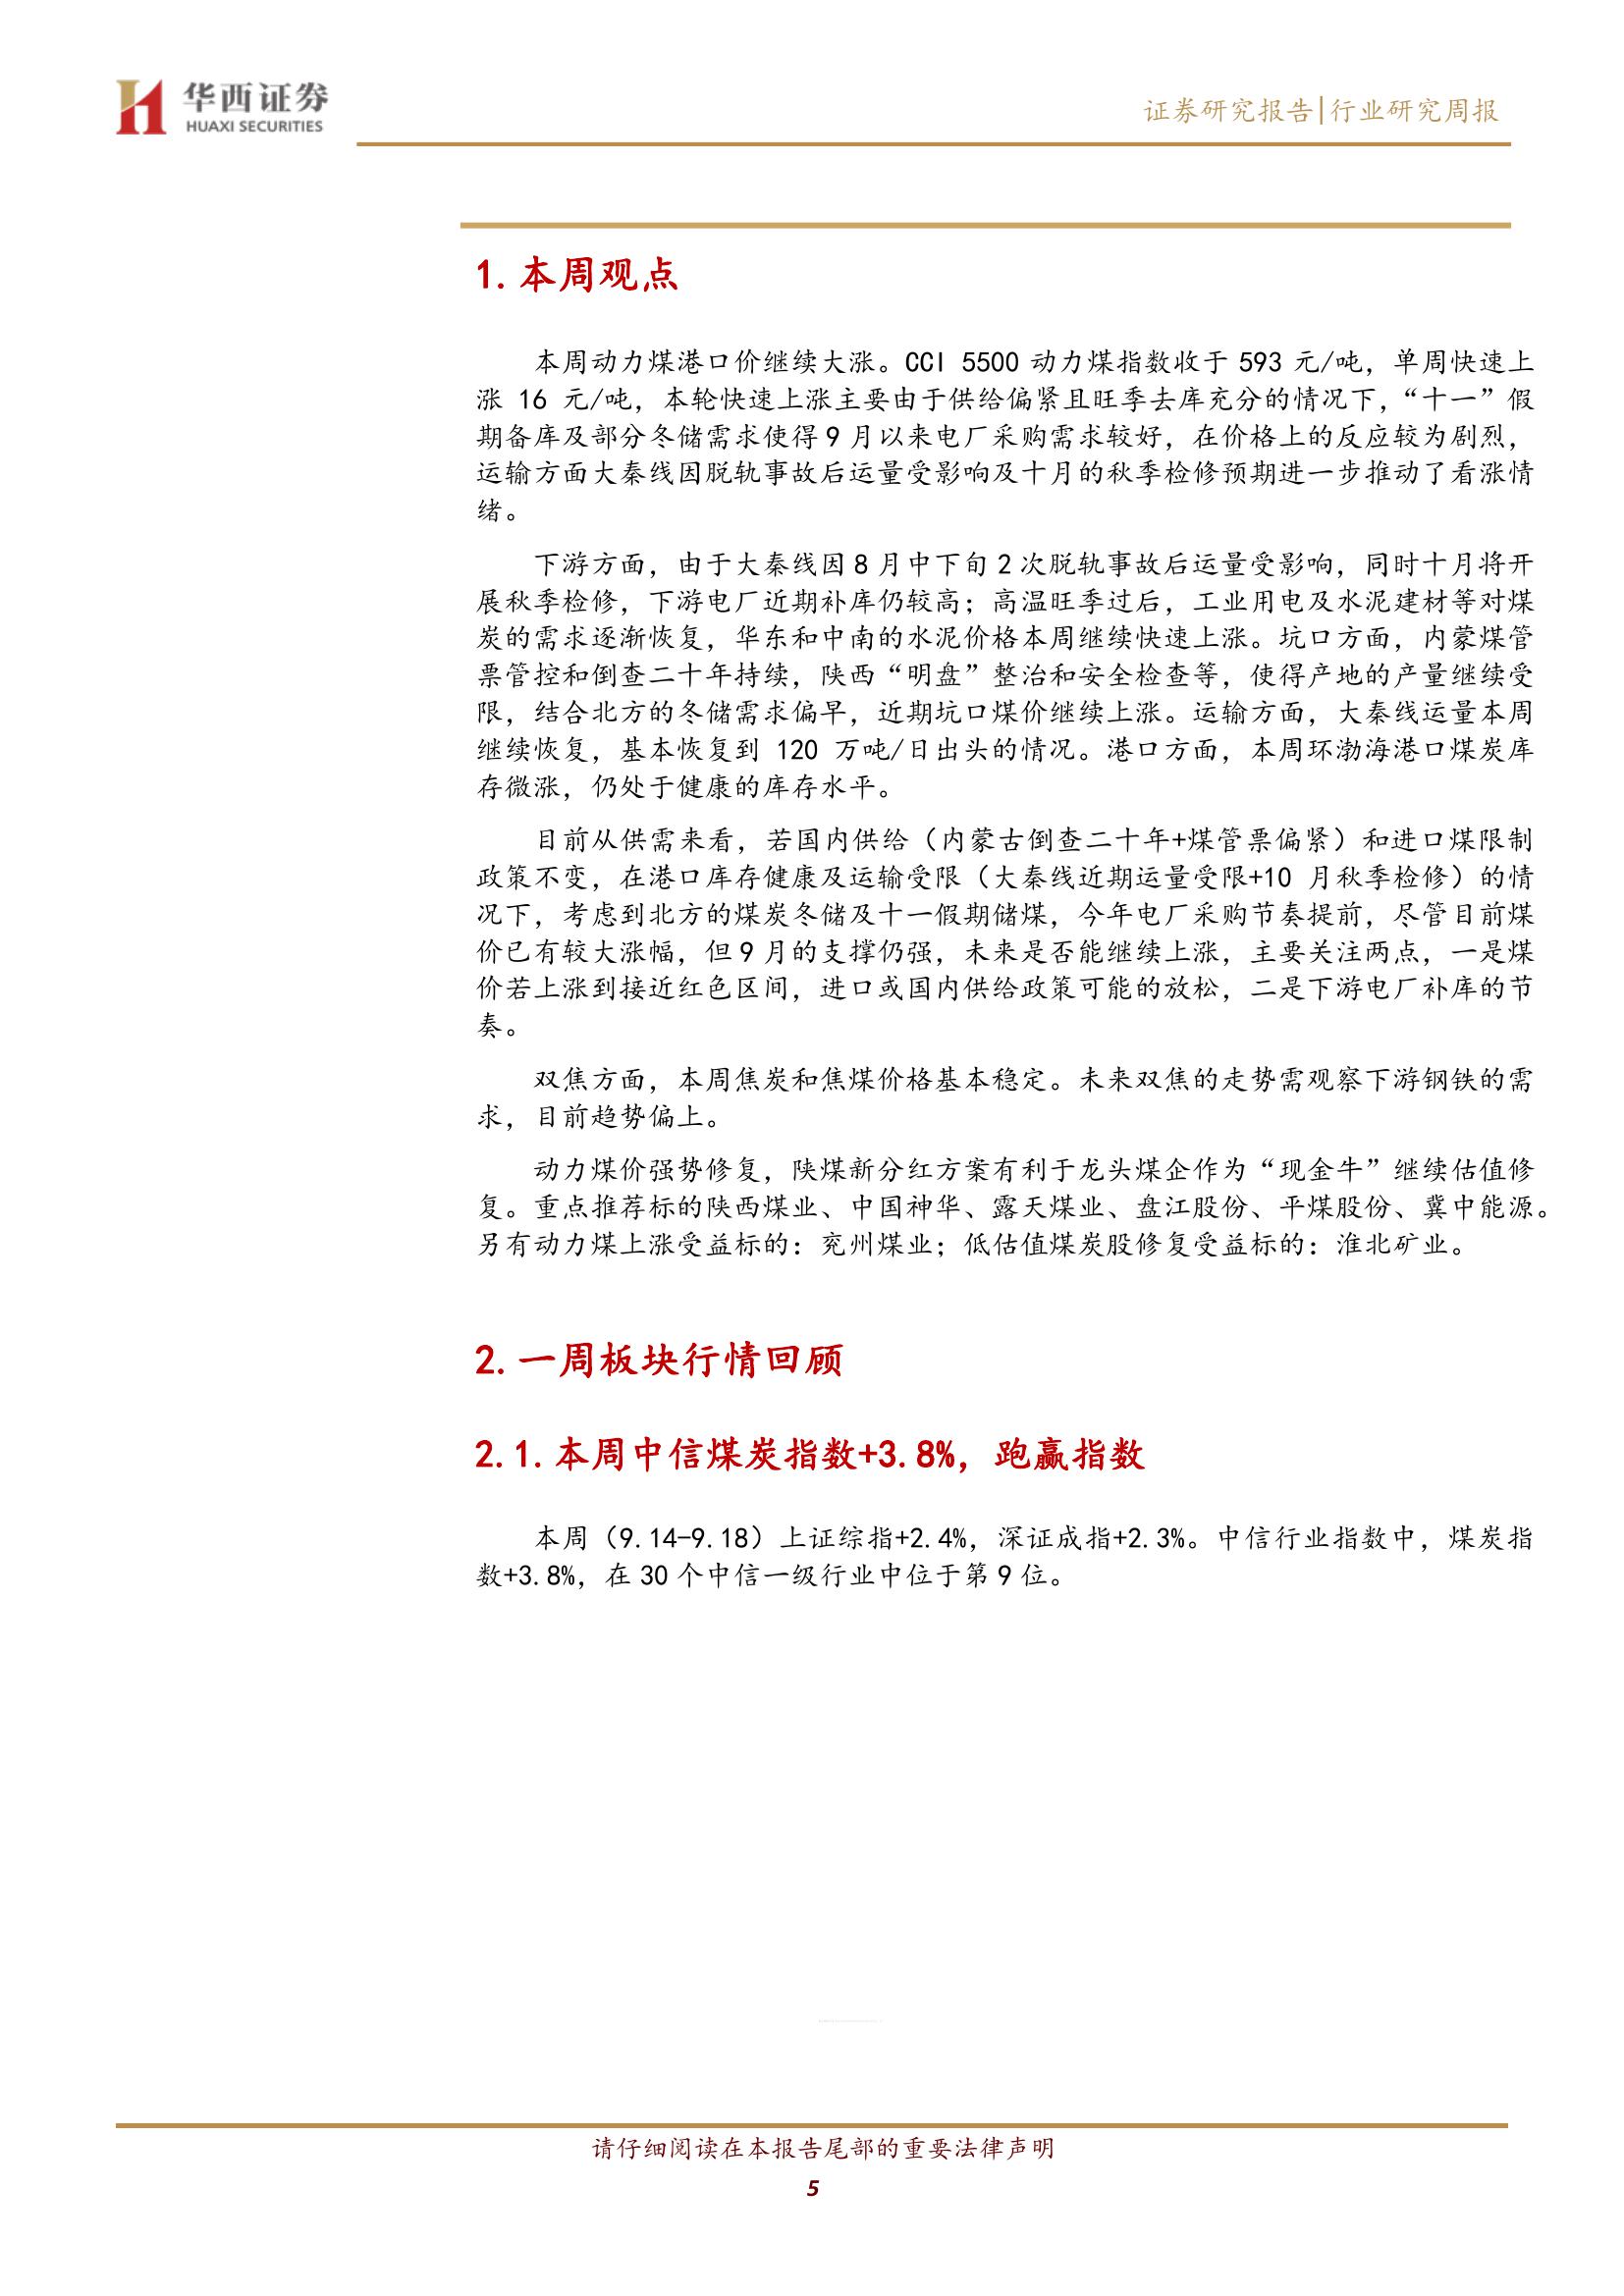 华西证券
HUAXI SECURITIES
证券研究报告|行业研究周报
1.本周观点
本周动力煤港口价继续大涨。CCI 5500 动力煤指数收于 593 元/吨，单周快速上
涨 16 元/吨，本轮快速上涨主要由于供给偏紧且旺季去库充分的情况下，“十一”假
期备库及部分冬储需求使得 9 月以来电厂采购需求较好，在价格上的反应较为剧烈，
运输方面大秦线因脱轨事故后运量受影响及十月的秋季检修预期进一步推动了看涨情
绪。
下游方面，由于大秦线因 8 月中下旬 2 次脱轨事故后运量受影响，同时十月将开
展秋季检修，下游电厂近期补库仍较高；高温旺季过后，工业用电及水泥建材等对煤
炭的需求逐渐恢复，华东和中南的水泥价格本周继续快速上涨。坑口方面，内蒙煤管
票管控和倒查二十年持续，陕西“明盘”整治和安全检查等，使得产地的产量继续受
限，结合北方的冬储需求偏早，近期坑口煤价继续上涨。运输方面，大秦线运量本周
继续恢复，基本恢复到 120 万吨/日出头的情况。港口方面，本周环渤海港口煤炭库
存微涨，仍处于健康的库存水平。
目前从供需来看，若国内供给（内蒙古倒查二十年+煤管票偏紧）和进口煤限制
政策不变，在港口库存健康及运输受限（大秦线近期运量受限+10 月秋季检修）的情
况下，考虑到北方的煤炭冬储及十一假期储煤，今年电厂采购节奏提前，尽管目前煤
价已有较大涨幅，但 9 月的支撑仍强，未来是否能继续上涨，主要关注两点，一是煤
价若上涨到接近红色区间，进口或国内供给政策可能的放松，二是下游电厂补库的节
奏。
双焦方面，本周焦炭和焦煤价格基本稳定。未来双焦的走势需观察下游钢铁的需
求，目前趋势偏上。
动力煤价强势修复，陕煤新分红方案有利于龙头煤企作为“现金牛”继续估值修
复。重点推荐标的陕西煤业、中国神华、露天煤业、盘江股份、平煤股份、冀中能源。
另有动力煤上涨受益标的：兖州煤业；低估值煤炭股修复受益标的：淮北矿业。
2.一周板块行情回顾
2.1.本周中信煤炭指数+3.8%，跑赢指数
本周（9.14-9.18）上证综指+2.4%，深证成指+2.3%。中信行业指数中，煤炭指
数+3.8%，在 30 个中信一级行业中位于第 9 位。
请仔细阅读在本报告尾部的重要法律声明
5